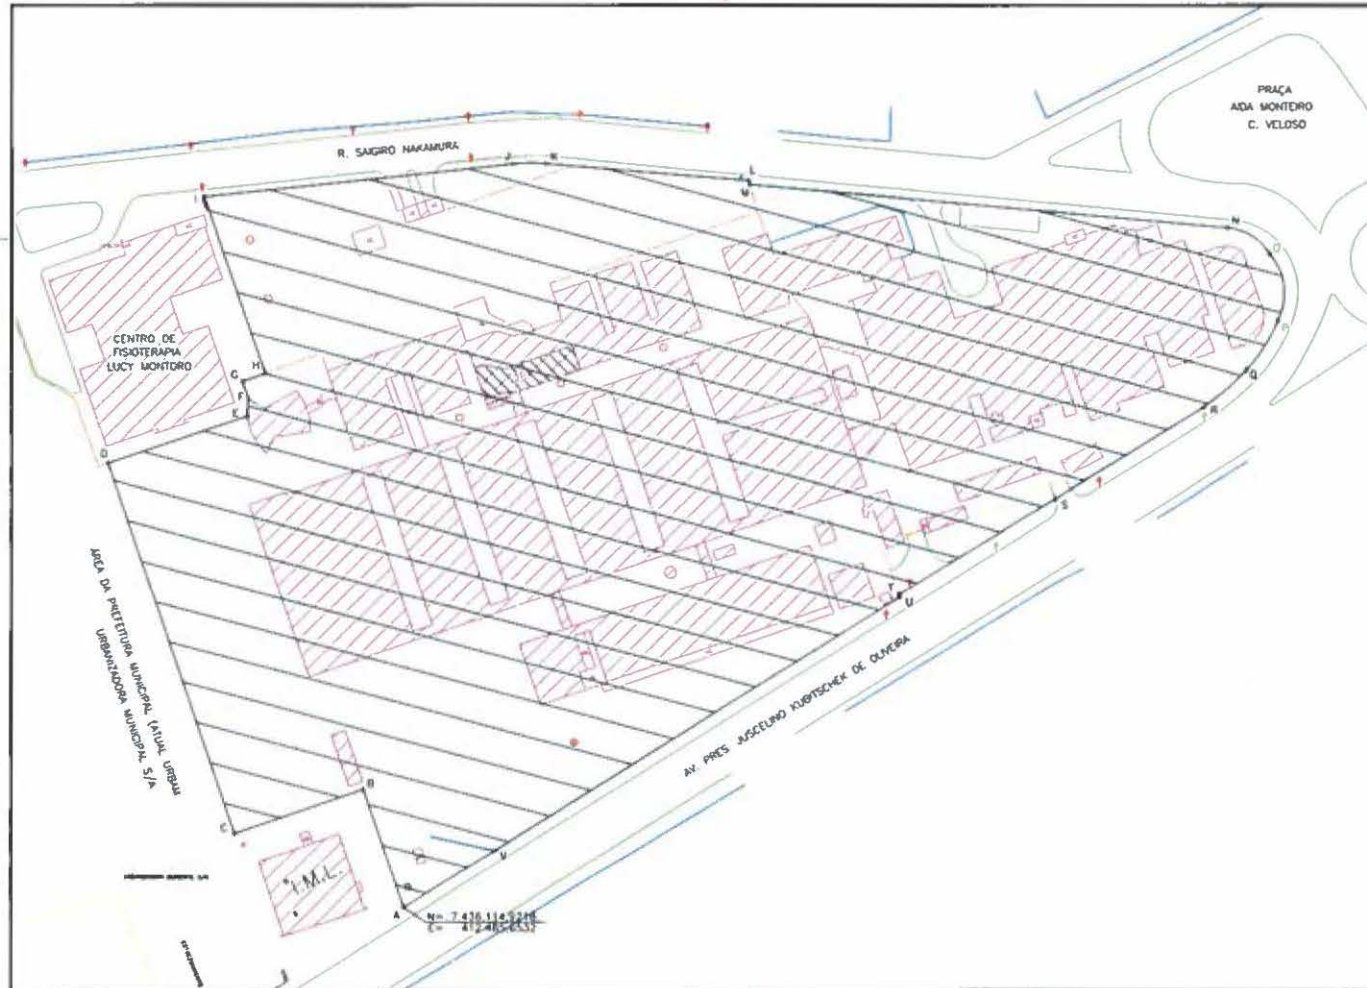 PRAÇA
AIDA MONTEIRO
C. VELOSO
R. SAIGIRO NAKAMURA
I
J
K
L
M
N
O
P
Q
R
S
T
U
V
CENTRO DE
FISIOTERAPIA
LUCY MONTORO
H
G
F
E
D
ÁREA DA PREFEITURA MUNICIPAL (ATUAL URBAM
URBANIZADORA MUNICIPAL S/A
AV. PRES JUSCELINO KUBITSCHEK DE OLIVEIRA
B
C
I.M.L.
A